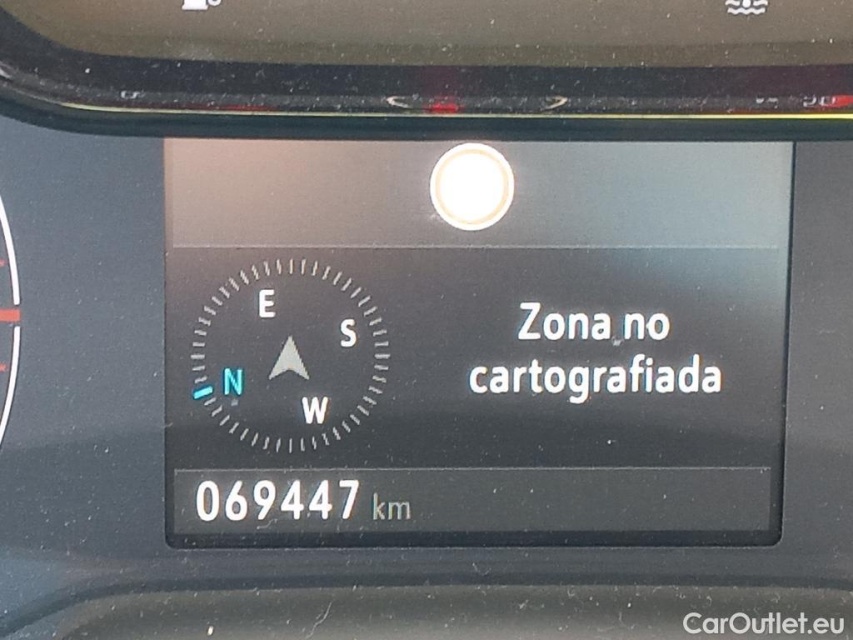 E
S
Zona no
N
cartografiada
W
069447 km
CarOutlet.eu